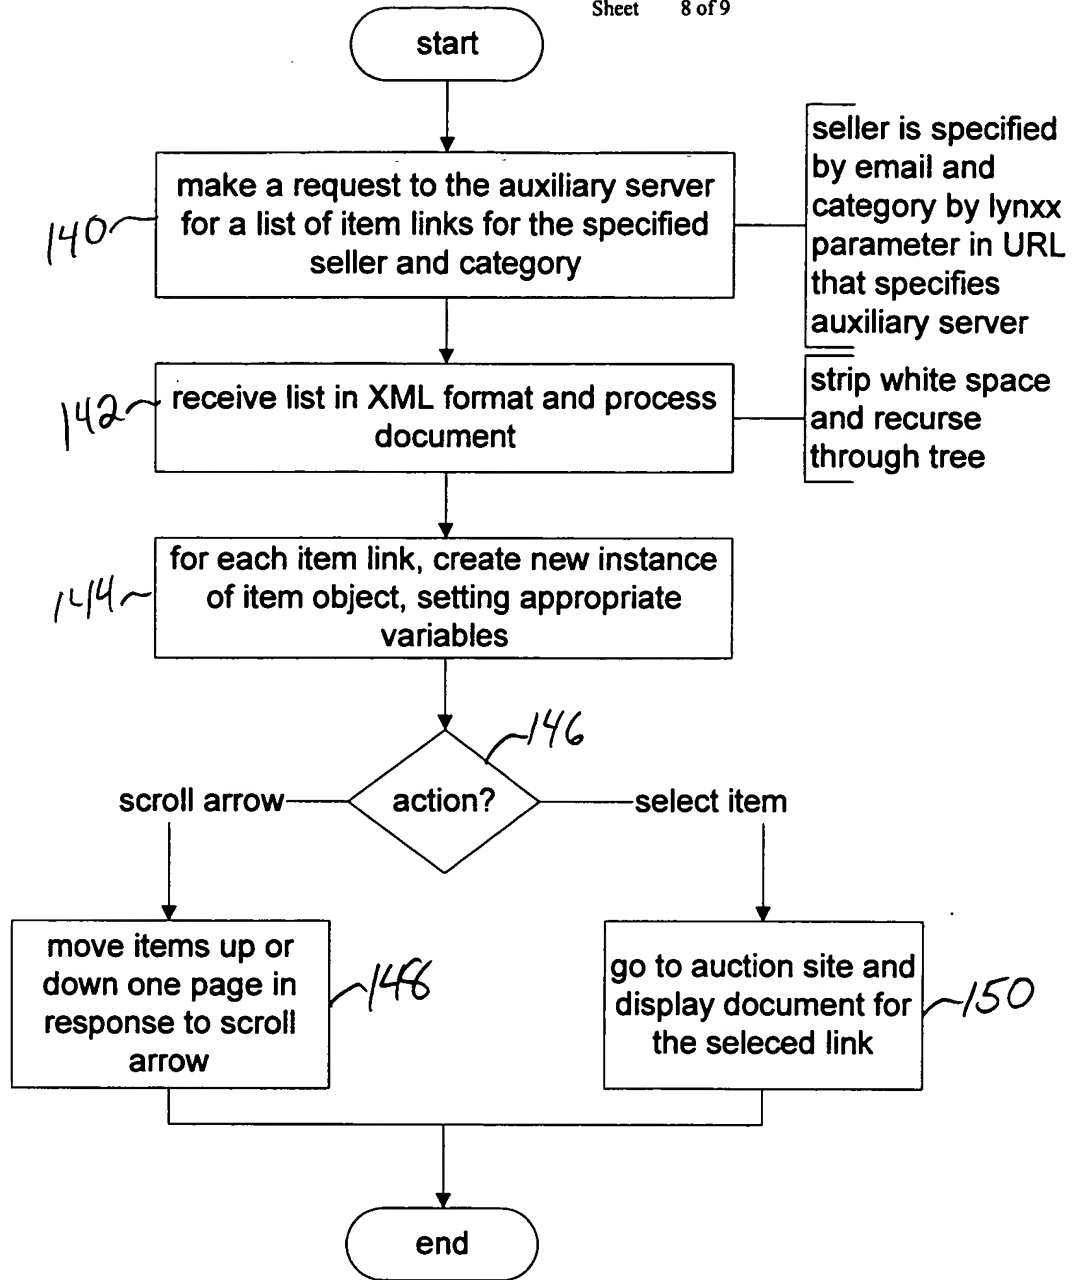 Sheet 8 of 9
start
make a request to the auxiliary server
for a list of item links for the specified
seller and category
140
seller is specified
by email and
category by lynxx
parameter in URL
that specifies
auxiliary server
receive list in XML format and process
document
142
strip white space
and recurse
through tree
for each item link, create new instance
of item object, setting appropriate
variables
144
146
action?
scroll arrow
select item
move items up or
down one page in
response to scroll
arrow
148
go to auction site and
display document for
the seleced link
150
end